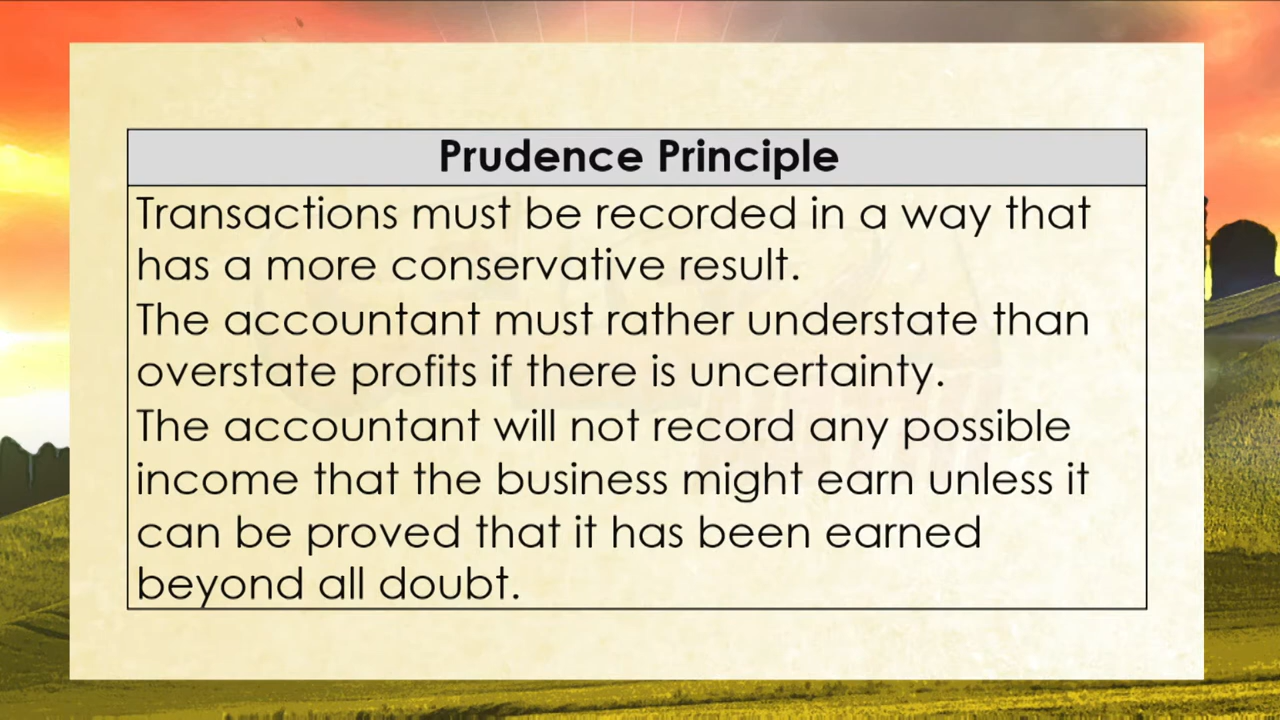 Prudence Principle
Transactions must be recorded in a way that
has a more conservative result.
The accountant must rather understate than
overstate profits if there is uncertainty.
The accountant will not record any possible
income that the business might earn unless it
can be proved that it has been earned
beyond all doubt.